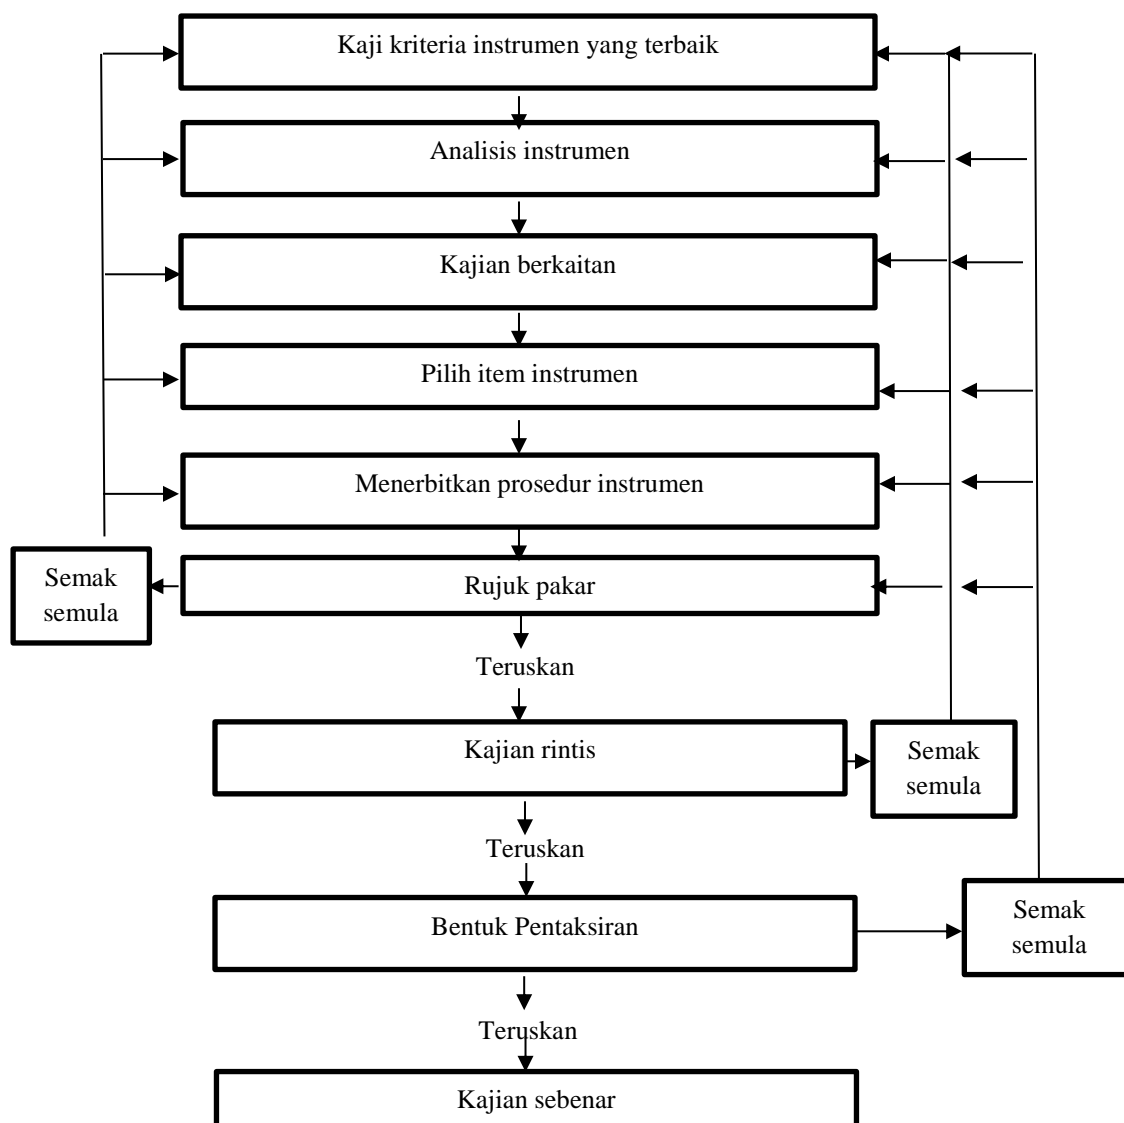 Kaji kriteria instrumen yang terbaik
Analisis instrumen
Kajian berkaitan
Pilih item instrumen
Menerbitkan prosedur instrumen
Semak
semula
Rujuk pakar
Teruskan
Kajian rintis
Semak
semula
Teruskan
Bentuk Pentaksiran
Semak
semula
Teruskan
Kajian sebenar